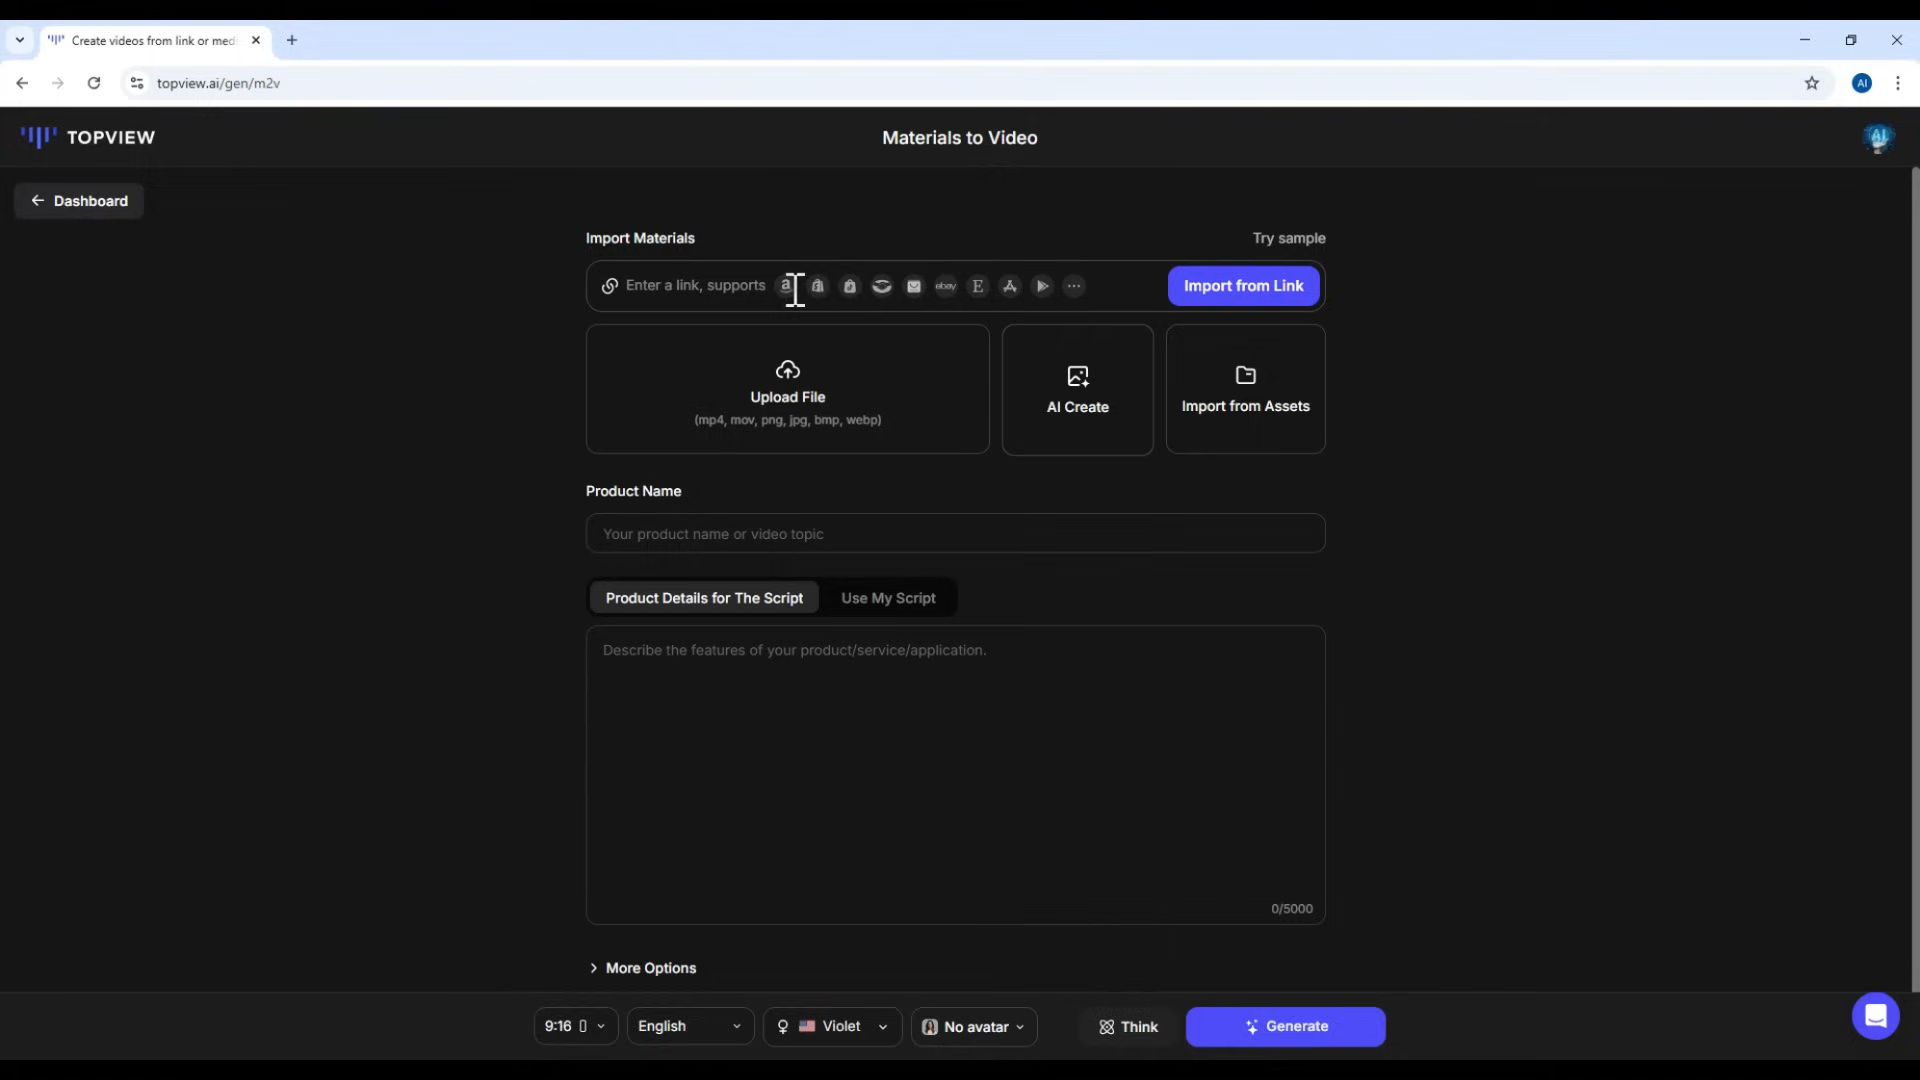 Create videos from link or med
topview.ai/gen/m2v
AI
TOPVIEW
Materials to Video
AI
Dashboard
Import Materials
Try sample
Enter a link, supports
a
ebay
E
Import from Link
Upload File
(mp4, mov, png, jpg, bmp, webp)
AI Create
Import from Assets
Product Name
Your product name or video topic
Product Details for The Script
Use My Script
Describe the features of your product/service/application.
0/5000
More Options
9:16
English
Violet
No avatar
Think
Generate